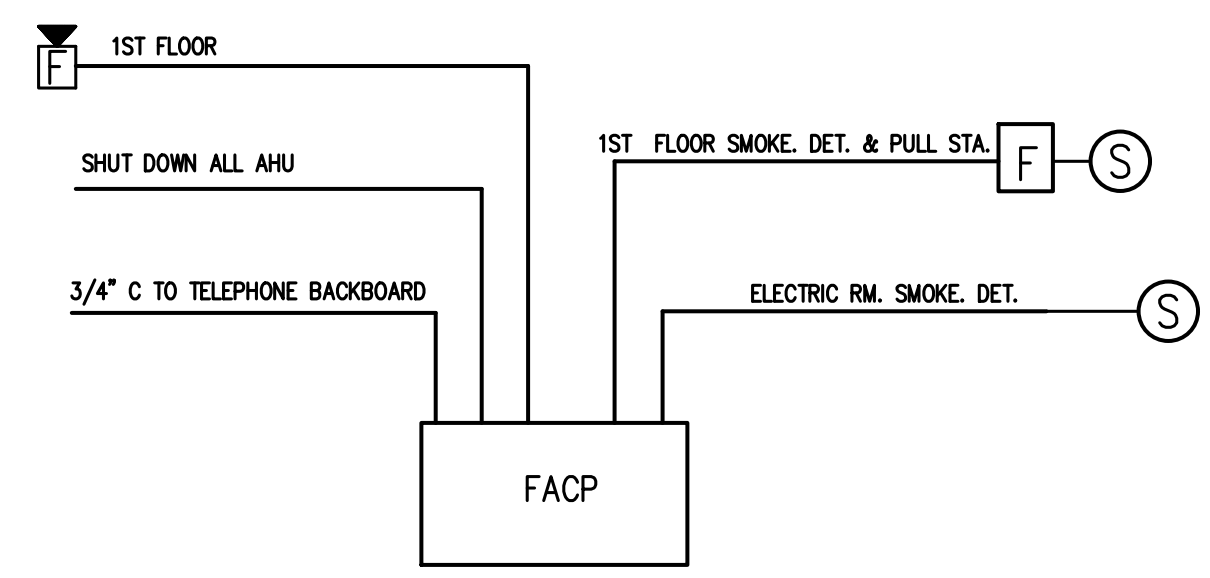 1ST FLOOR
F
1ST FLOOR SMOKE. DET. & PULL STA.
F
S
SHUT DOWN ALL AHU
3/4" C TO TELEPHONE BACKBOARD
ELECTRIC RM. SMOKE. DET.
S
FACP